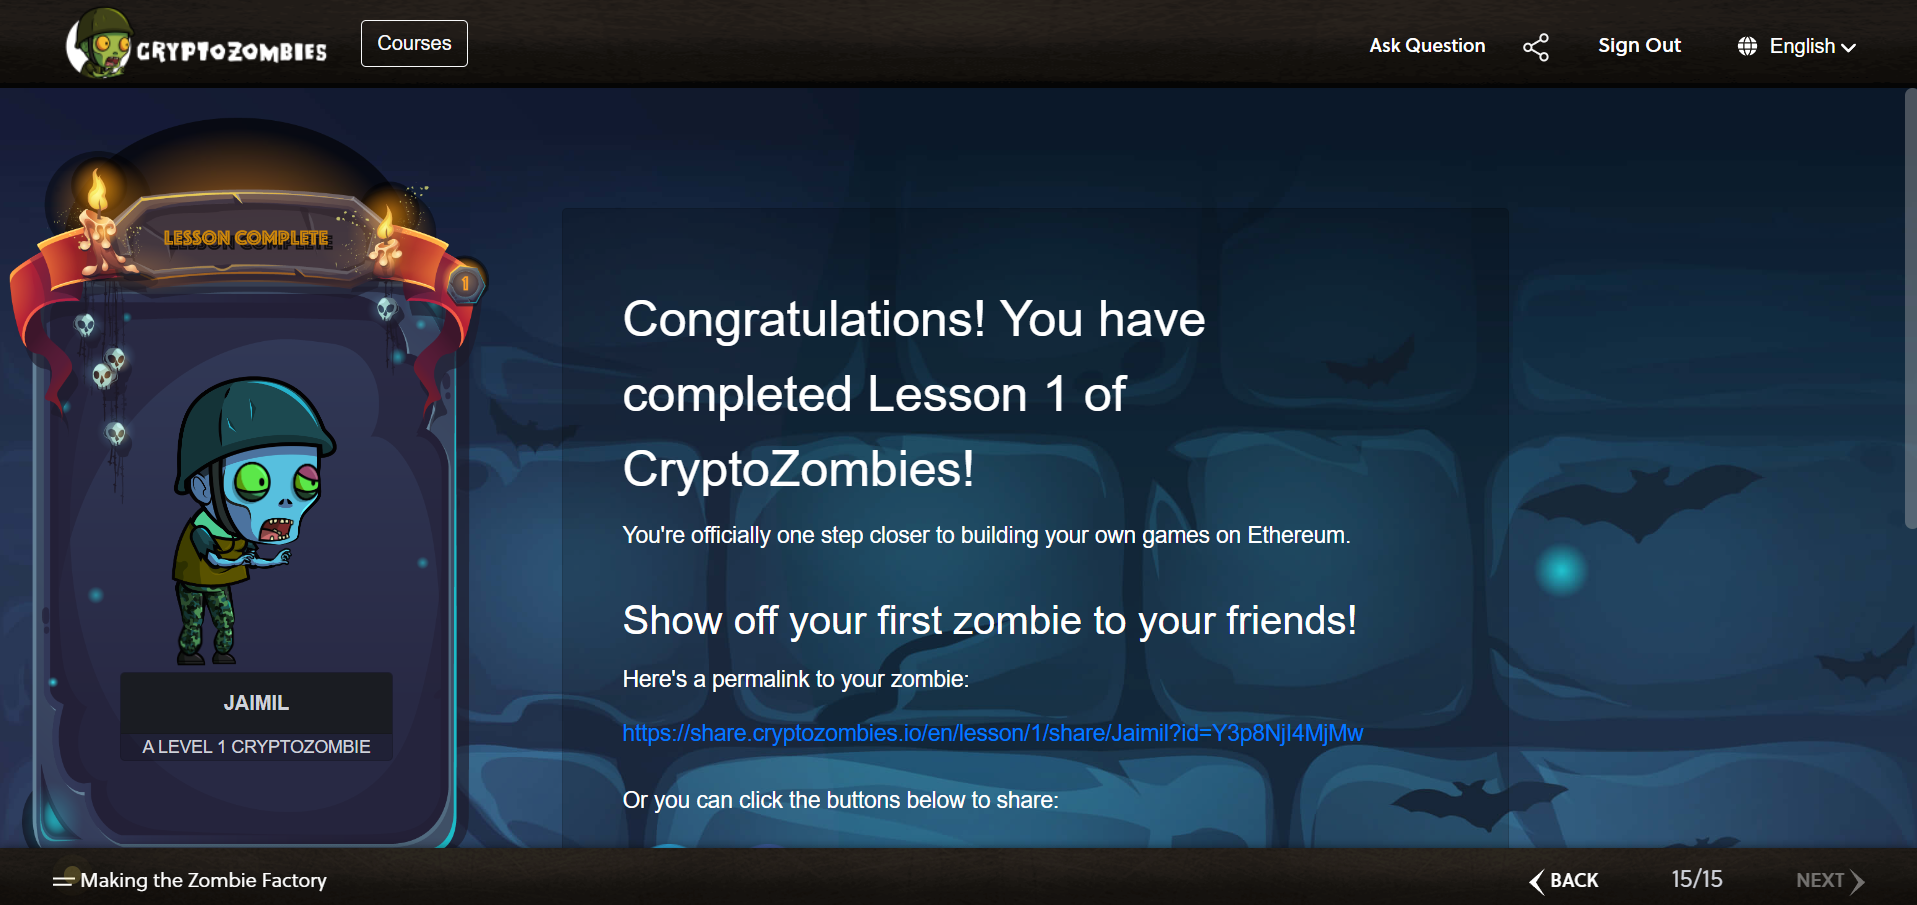 CRYPTOZOMBIES
Courses
Ask Question
Sign Out
English
LESSON COMPLETE
1
JAIMIL
A LEVEL 1 CRYPTOZOMBIE
Congratulations! You have
completed Lesson 1 of
CryptoZombies!
You're officially one step closer to building your own games on Ethereum.
Show off your first zombie to your friends!
Here's a permalink to your zombie:
https://share.cryptozombies.io/en/lesson/1/share/Jaimil?id=Y3p8NjI4MjMw
Or you can click the buttons below to share:
Making the Zombie Factory
BACK
15/15
NEXT